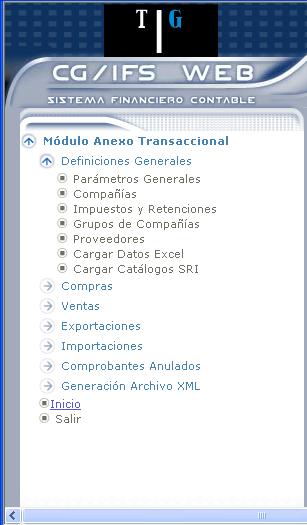 T G
CG/IFS WEB
SISTEMA FINANCIERO CONTABLE
Módulo Anexo Transaccional
Definiciones Generales
Parámetros Generales
Compañías
Impuestos y Retenciones
Grupos de Compañías
Proveedores
Cargar Datos Excel
Cargar Catálogos SRI
Compras
Ventas
Exportaciones
Importaciones
Comprobantes Anulados
Generación Archivo XML
Inicio
Salir